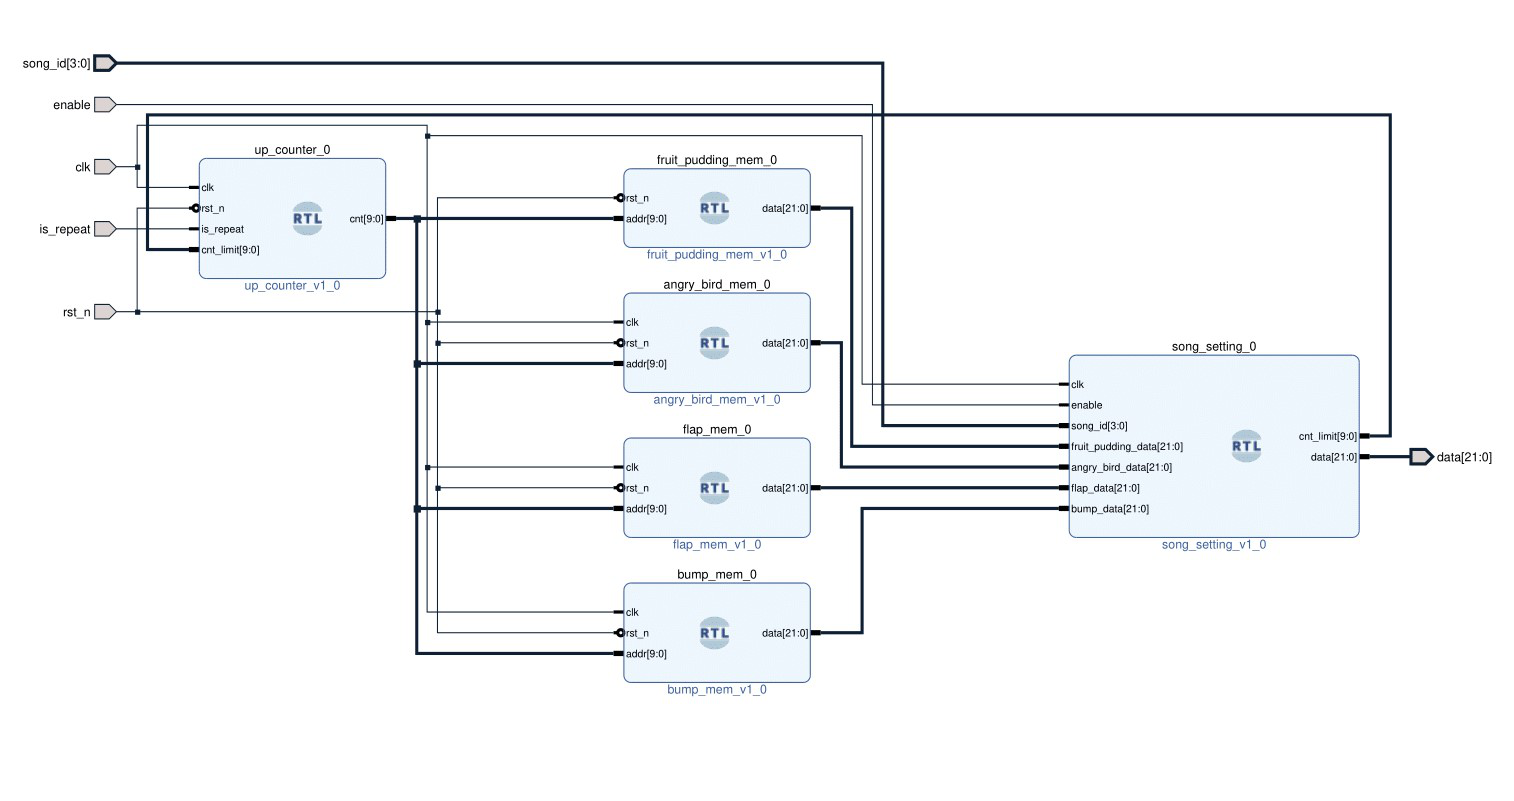 song_id[3:0]
enable
clk
is_repeat
rst_n
up_counter_0
clk
rst_n
is_repeat
cnt_limit[9:0]
RTL
cnt[9:0]
up_counter_v1_0
fruit_pudding_mem_0
rst_n
addr[9:0]
RTL
data[21:0]
fruit_pudding_mem_v1_0
angry_bird_mem_0
clk
rst_n
addr[9:0]
RTL
data[21:0]
angry_bird_mem_v1_0
flap_mem_0
clk
rst_n
addr[9:0]
RTL
data[21:0]
flap_mem_v1_0
bump_mem_0
clk
rst_n
addr[9:0]
RTL
data[21:0]
bump_mem_v1_0
song_setting_0
clk
enable
song_id[3:0]
fruit_pudding_data[21:0]
angry_bird_data[21:0]
flap_data[21:0]
bump_data[21:0]
RTL
cnt_limit[9:0]
data[21:0]
song_setting_v1_0
data[21:0]